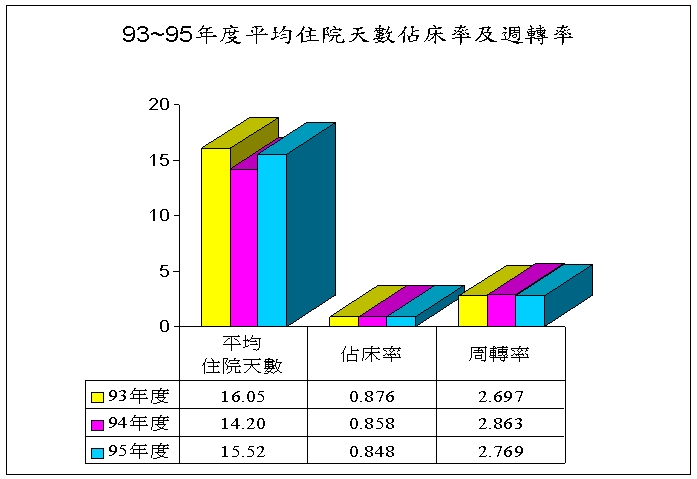 93~95年度平均住院天數佔床率及週轉率
20
15
10
5
0
平均
住院天數 佔床率 周轉率
93年度 16.05 0.876 2.697
94年度 14.20 0.858 2.863
95年度 15.52 0.848 2.769